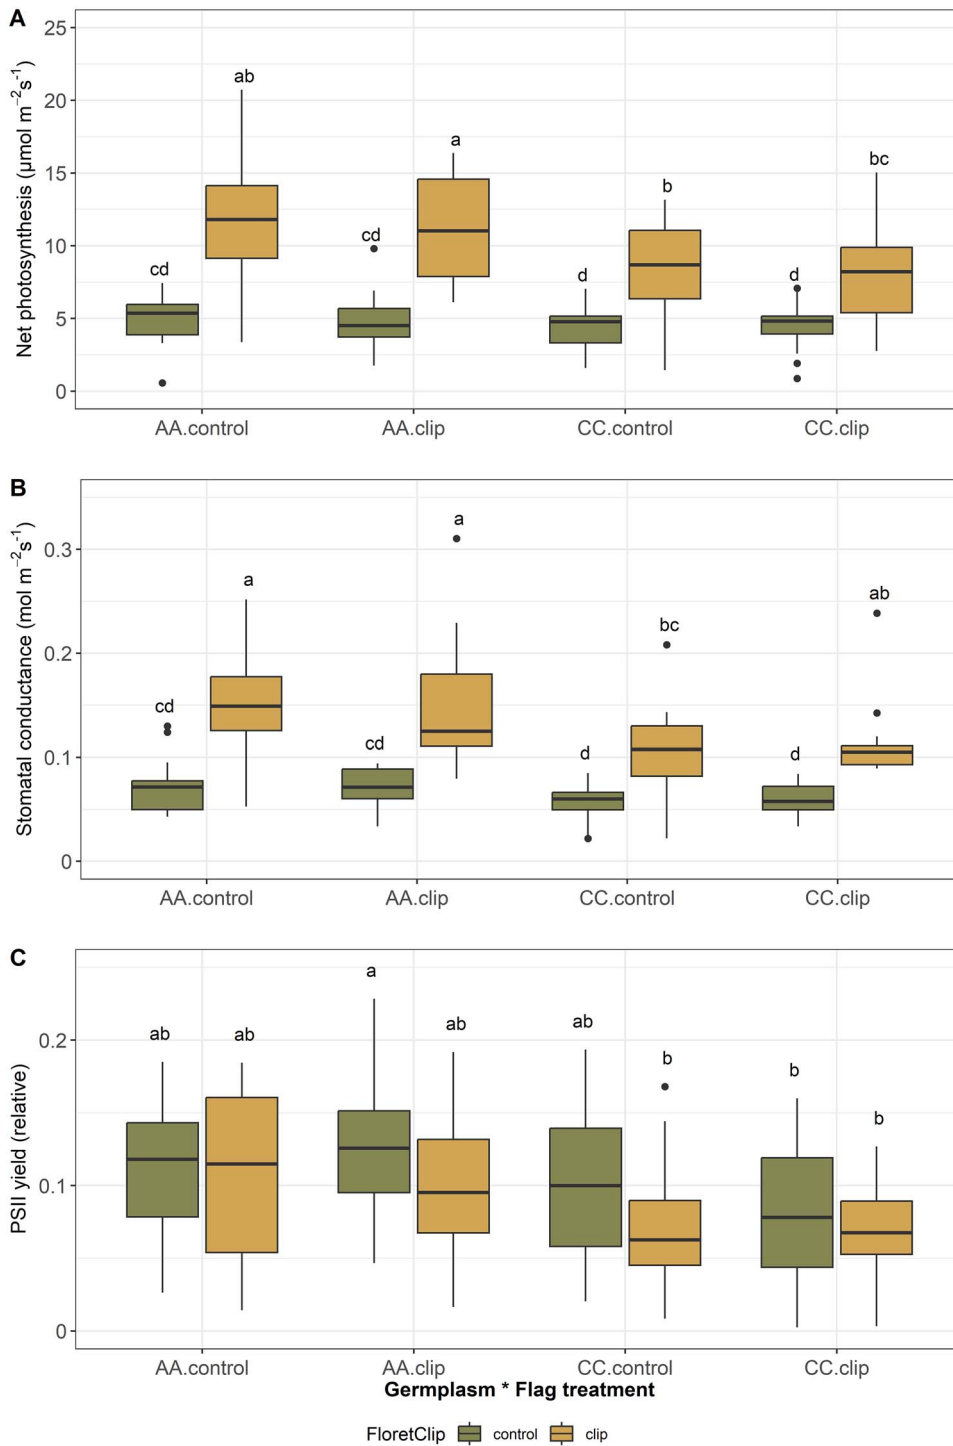 A
Net photosynthesis (μmol m⁻²s⁻¹)
25
20
15
10
5
0
ab
a
b
bc
cd
cd
d
d
AA.control AA.clip CC.control CC.clip
B
Stomatal conductance (mol m⁻²s⁻¹)
0.3
0.2
0.1
0
a
a
bc
ab
cd
cd
d
d
AA.control AA.clip CC.control CC.clip
C
PSII yield (relative)
0.2
0.1
0
ab
ab
a
ab
ab
b
b
b
AA.control AA.clip CC.control CC.clip
Germplasm * Flag treatment
FloretClip control clip